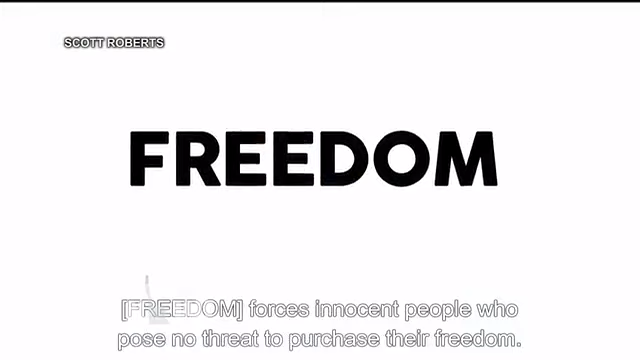 SCOTT ROBERTS
FREEDOM
[FREEDOM] forces innocent people who
pose no threat to purchase their freedom.